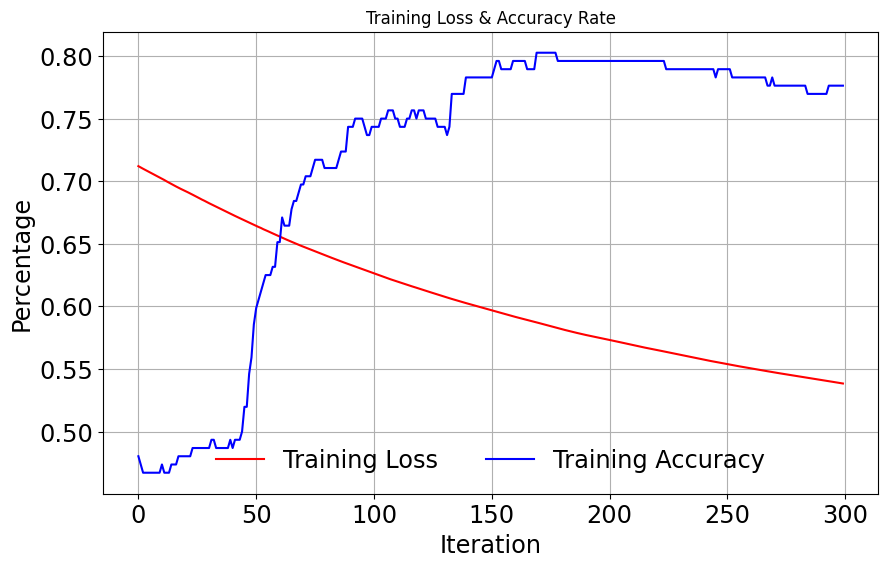 Training Loss & Accuracy Rate
0.80
0.75
0.70
0.65
0.60
0.55
0.50
Percentage
Training Loss
Training Accuracy
0 50 100 150 200 250 300
Iteration